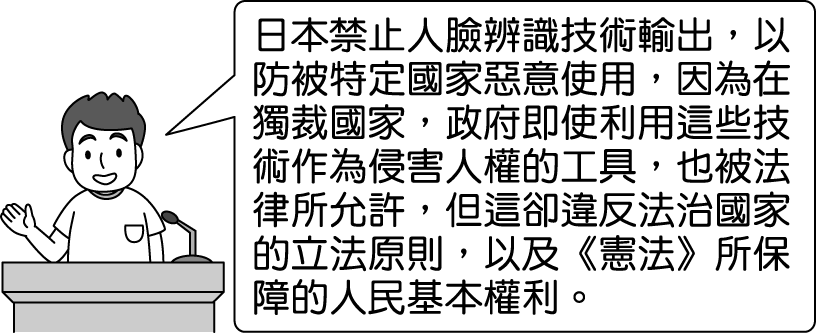 日本禁止人臉辨識技術輸出，以
防被特定國家惡意使用，因為在
獨裁國家，政府即使利用這些技
術作為侵害人權的工具，也被法
律所允許，但這卻違反法治國家
的立法原則，以及《憲法》所保
障的人民基本權利。